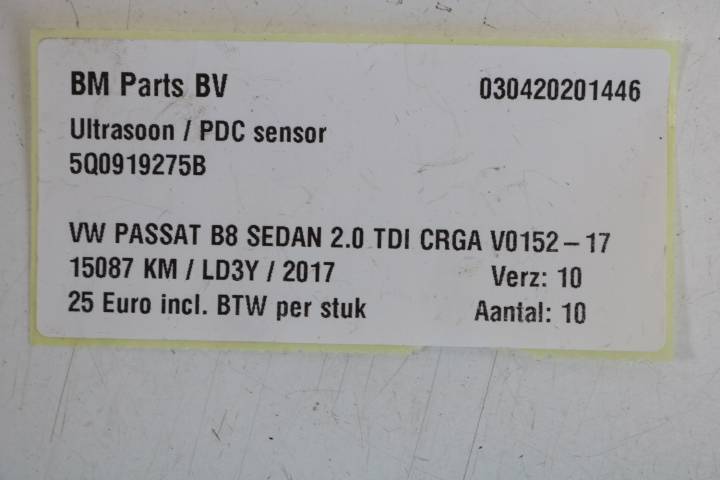 BM Parts BV 030420201446
Ultrasoon / PDC sensor
5Q0919275B
VW PASSAT B8 SEDAN 2.0 TDI CRGA V0152-17
15087 KM / LD3Y / 2017 Verz: 10
25 Euro incl. BTW per stuk Aantal: 10